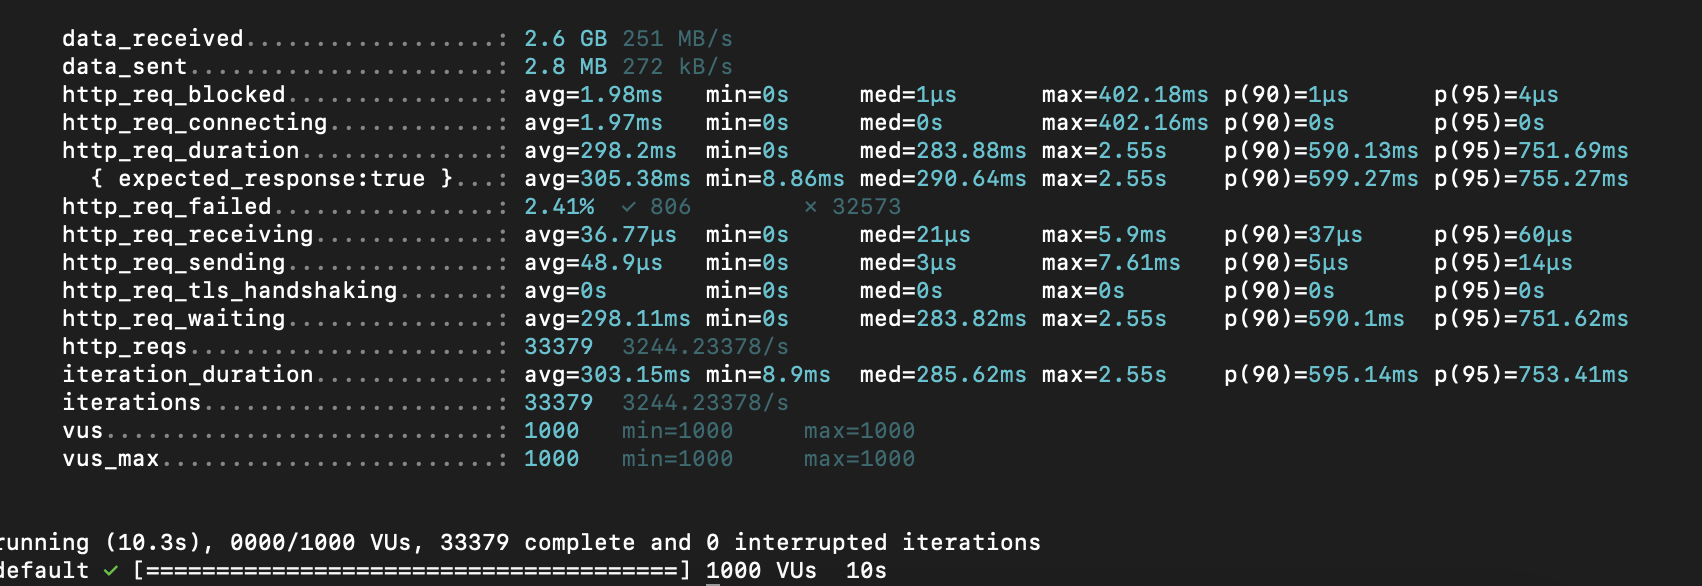 data_received..................: 2.6 GB 251 MB/s
data_sent......................: 2.8 MB 272 kB/s
http_req_blocked...............: avg=1.98ms   min=0s     med=1µs      max=402.18ms p(90)=1µs      p(95)=4µs
http_req_connecting............: avg=1.97ms   min=0s     med=0s       max=402.16ms p(90)=0s       p(95)=0s
http_req_duration..............: avg=298.2ms  min=0s     med=283.88ms max=2.55s    p(90)=590.13ms p(95)=751.69ms
{ expected_response:true }...: avg=305.38ms min=8.86ms med=290.64ms max=2.55s    p(90)=599.27ms p(95)=755.27ms
http_req_failed................: 2.41%  ✓ 806        ✗ 32573
http_req_receiving.............: avg=36.77µs  min=0s     med=21µs     max=5.9ms    p(90)=37µs     p(95)=60µs
http_req_sending...............: avg=48.9µs   min=0s     med=3µs      max=7.61ms   p(90)=5µs      p(95)=14µs
http_req_tls_handshaking.......: avg=0s       min=0s     med=0s       max=0s       p(90)=0s       p(95)=0s
http_req_waiting...............: avg=298.11ms min=0s     med=283.82ms max=2.55s    p(90)=590.1ms  p(95)=751.62ms
http_reqs......................: 33379  3244.23378/s
iteration_duration.............: avg=303.15ms min=8.9ms  med=285.62ms max=2.55s    p(90)=595.14ms p(95)=753.41ms
iterations.....................: 33379  3244.23378/s
vus............................: 1000   min=1000     max=1000
vus_max........................: 1000   min=1000     max=1000
running (10.3s), 0000/1000 VUs, 33379 complete and 0 interrupted iterations
default ✓ [======================================] 1000 VUs  10s